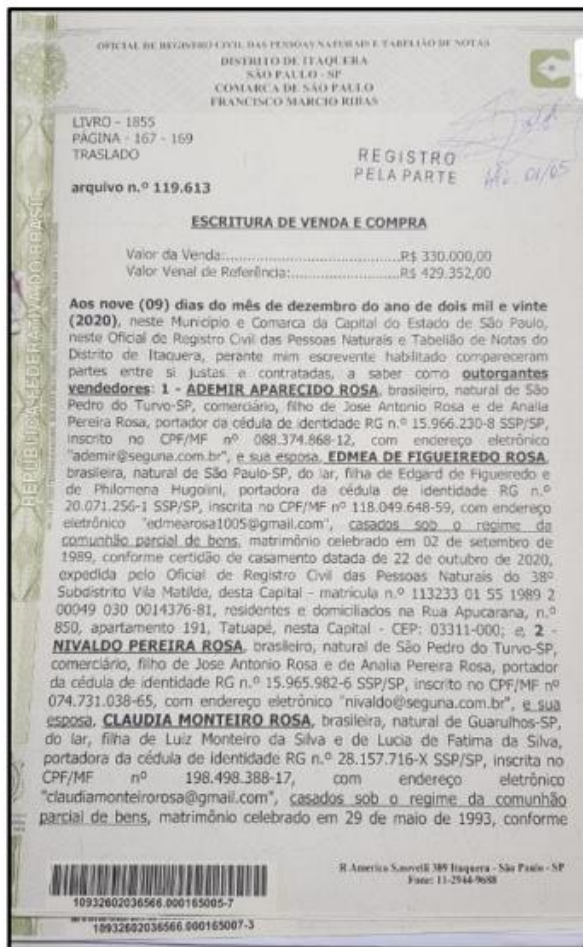 OFICIAL DE REGISTRO CIVIL DAS PESSOAS NATURAIS E TABELIÃO DE NOTAS
DISTRITO DE ITAQUERA
SÃO PAULO - SP
COMARCA DE SÃO PAULO
FRANCISCO MARCIO RIBAS
LIVRO - 1855
PÁGINA - 167 - 169
TRASLADO
REGISTRO
PELA PARTE
01/05
arquivo n.º 119.613
ESCRITURA DE VENDA E COMPRA
Valor da Venda:............................................R$ 330.000,00
Valor Venal de Referência:............................R$ 429.352,00
Aos nove (09) dias do mês de dezembro do ano de dois mil e vinte
(2020), neste Município e Comarca da Capital do Estado de São Paulo,
neste Oficial de Registro Civil das Pessoas Naturais e Tabelião de Notas do
Distrito de Itaquera, perante mim escrevente habilitado compareceram
partes entre si justas e contratadas, a saber como outorgantes
vendedores: 1 - ADEMIR APARECIDO ROSA, brasileiro, natural de São
Pedro do Turvo-SP, comerciário, filho de Jose Antonio Rosa e de Analia
Pereira Rosa, portador da cédula de identidade RG n.º 15.966.230-8 SSP/SP,
inscrito no CPF/MF nº 088.374.868-12, com endereço eletrônico
"ademir@seguna.com.br", e sua esposa, EDMEA DE FIGUEIREDO ROSA,
brasileira, natural de São Paulo-SP, do lar, filha de Edgard de Figueiredo e
de Philomena Hugolini, portadora da cédula de identidade RG n.º
20.071.256-1 SSP/SP, inscrita no CPF/MF nº 118.049.648-59, com endereço
eletrônico "edmearosa1005@gmail.com", casados sob o regime da
comunhão parcial de bens, matrimônio celebrado em 02 de setembro de
1989, conforme certidão de casamento datada de 22 de outubro de 2020,
expedida pelo Oficial de Registro Civil das Pessoas Naturais do 38º
Subdistrito Vila Matilde, desta Capital - matrícula n.º 113233 01 55 1989 2
00049 030 0014376-81, residentes e domiciliados na Rua Apucarana, n.º
850, apartamento 191, Tatuapé, nesta Capital - CEP: 03311-000; e, 2 -
NIVALDO PEREIRA ROSA, brasileiro, natural de São Pedro do Turvo-SP,
comerciário, filho de Jose Antonio Rosa e de Analia Pereira Rosa, portador
da cédula de identidade RG n.º 15.965.982-6 SSP/SP, inscrito no CPF/MF nº
074.731.038-65, com endereço eletrônico "nivaldo@seguna.com.br", e sua
esposa, CLAUDIA MONTEIRO ROSA, brasileira, natural de Guarulhos-SP,
do lar, filha de Luiz Monteiro da Silva e de Lucia de Fatima da Silva,
portadora da cédula de identidade RG n.º 28.157.716-X SSP/SP, inscrita no
CPF/MF nº 198.498.388-17, com endereço eletrônico
"claudiamonteirorosa@gmail.com", casados sob o regime da comunhão
parcial de bens, matrimônio celebrado em 29 de maio de 1993, conforme
REPÚBLICA FEDERATIVA DO BRASIL
R.Americo Salvador 389 Itaquera - São Paulo - SP
Fone: 11-2944-9688
10932602036566.000165005-7
10932602036566.000165007-3